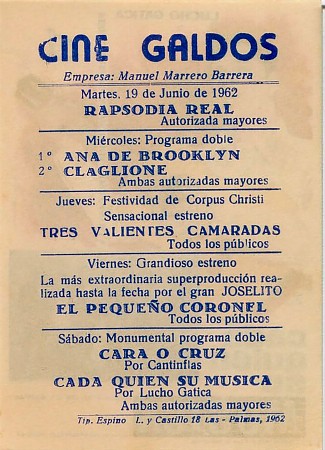 CINE GALDOS
Empresa: Manuel Marrero Barrera
Martes, 19 de Junio de 1962
RAPSODIA REAL
Autorizada mayores
Miércoles: Programa doble
1º ANA DE BROOKLYN
2º CLAGLIONE
Ambas autorizadas mayores
Jueves: Festividad de Corpus Christi
Sensacional estreno
TRES VALIENTES CAMARADAS
Todos los públicos
Viernes: Grandioso estreno
La más extraordinaria superproducción rea-
lizada hasta la fecha por el gran JOSELITO
EL PEQUEÑO CORONEL
Todos los públicos
Sábado: Monumental programa doble
CARA O CRUZ
Por Cantinflas
CADA QUIEN SU MUSICA
Por Lucho Gatica
Ambas autorizadas mayores
Tip. Espino L. y Castillo 18 Las - Palmas, 1962